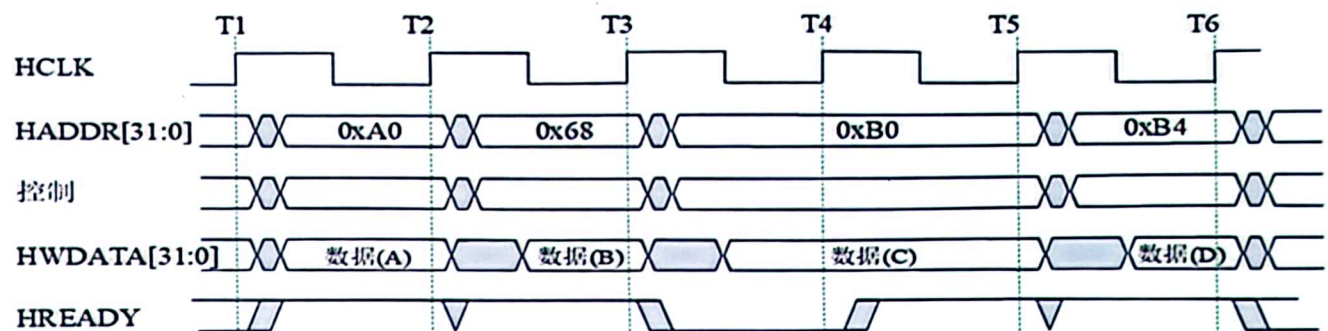 T1 T2 T3 T4 T5 T6
HCLK
HADDR[31:0] 0xA0 0x68 0xB0 0xB4
控制
HWDATA[31:0] 数据(A) 数据(B) 数据(C) 数据(D)
HREADY